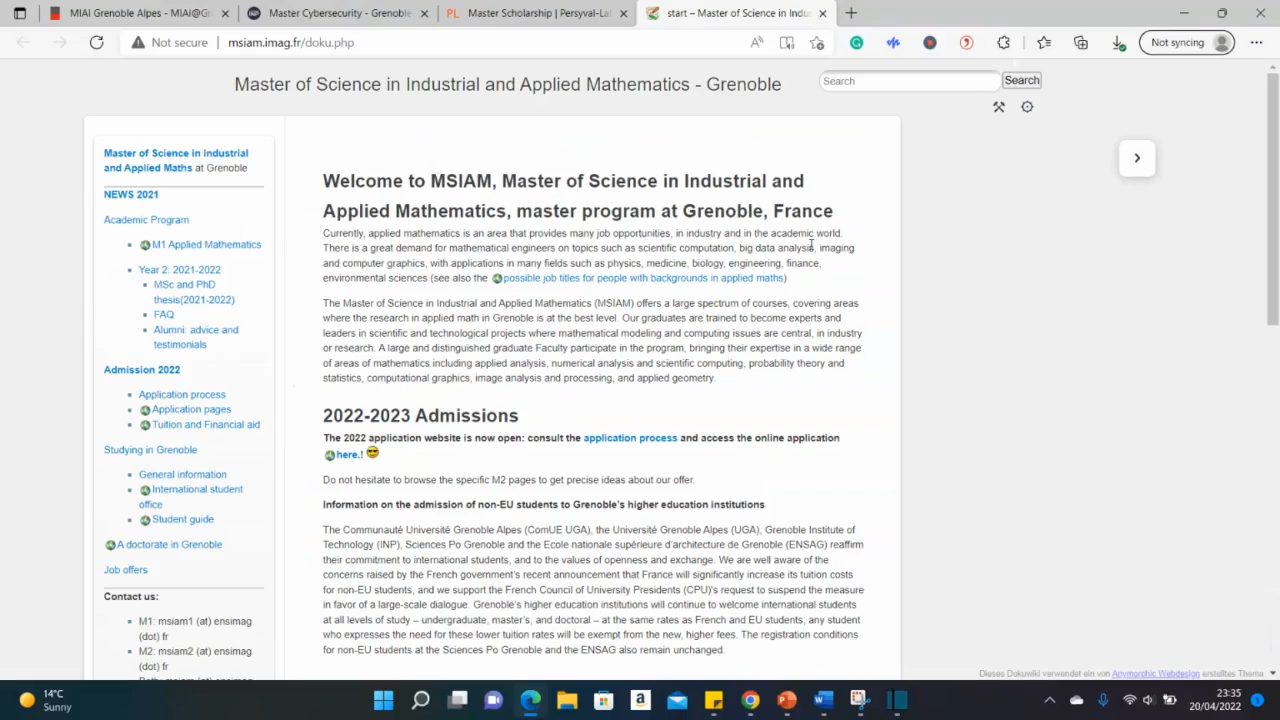 MIAI Grenoble Alpes - MIAI@G
Master Cybersecurity - Grenoble
Master Scholarship | Persyval-La
start – Master of Science in Indus
Not secure
msiam.imag.fr/doku.php
Not syncing
Master of Science in Industrial and Applied Mathematics - Grenoble
Search
Search
Master of Science in Industrial
and Applied Maths at Grenoble
NEWS 2021
Academic Program
M1 Applied Mathematics
Year 2: 2021-2022
MSc and PhD
thesis(2021-2022)
FAQ
Alumni: advice and
testimonials
Admission 2022
Application process
Application pages
Tuition and Financial aid
Studying in Grenoble
General information
International student
office
Student guide
A doctorate in Grenoble
Job offers
Contact us:
M1: msiam1 (at) ensimag
(dot) fr
M2: msiam2 (at) ensimag
(dot) fr
Welcome to MSIAM, Master of Science in Industrial and
Applied Mathematics, master program at Grenoble, France
Currently, applied mathematics is an area that provides many job opportunities, in industry and in the academic world.
There is a great demand for mathematical engineers on topics such as scientific computation, big data analysis, imaging
and computer graphics, with applications in many fields such as physics, medicine, biology, engineering, finance,
environmental sciences (see also the possible job titles for people with backgrounds in applied maths)
The Master of Science in Industrial and Applied Mathematics (MSIAM) offers a large spectrum of courses, covering areas
where the research in applied math in Grenoble is at the best level. Our graduates are trained to become experts and
leaders in scientific and technological projects where mathematical modeling and computing issues are central, in industry
or research. A large and distinguished graduate Faculty participate in the program, bringing their expertise in a wide range
of areas of mathematics including applied analysis, numerical analysis and scientific computing, probability theory and
statistics, computational graphics, image analysis and processing, and applied geometry.
2022-2023 Admissions
The 2022 application website is now open: consult the application process and access the online application
here.!
Do not hesitate to browse the specific M2 pages to get precise ideas about our offer.
Information on the admission of non-EU students to Grenoble's higher education institutions
The Communauté Université Grenoble Alpes (ComUE UGA), the Université Grenoble Alpes (UGA), Grenoble Institute of
Technology (INP), Sciences Po Grenoble and the Ecole nationale supérieure d'architecture de Grenoble (ENSAG) reaffirm
their commitment to international students, and to the values of openness and exchange. We are well aware of the
concerns raised by the French government's recent announcement that France will significantly increase its tuition costs
for non-EU students, and we support the French Council of University Presidents (CPU)'s request to suspend the measure
in favor of a large-scale dialogue. Grenoble's higher education institutions will continue to welcome international students
at all levels of study – undergraduate, master's, and doctoral – at the same rates as French and EU students; any student
who expresses the need for these lower tuition rates will be exempt from the new, higher fees. The registration conditions
for non-EU students at the Sciences Po Grenoble and the ENSAG also remain unchanged.
Dieses Dokuwiki verwendet ein von Anymorphic Webdesign erstelltes Thema
14°C
Sunny
23:35
20/04/2022